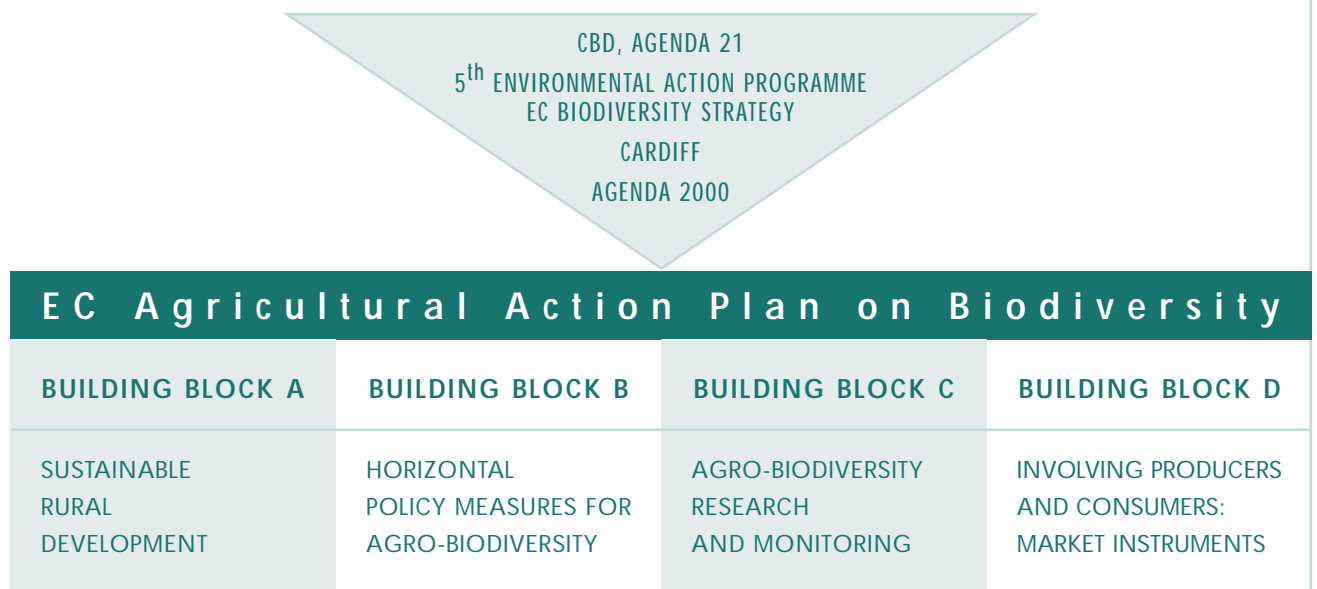 CBD, AGENDA 21
5th ENVIRONMENTAL ACTION PROGRAMME
EC BIODIVERSITY STRATEGY
CARDIFF
AGENDA 2000
EC Agricultural Action Plan on Biodiversity
BUILDING BLOCK A
SUSTAINABLE
RURAL
DEVELOPMENT
BUILDING BLOCK B
HORIZONTAL
POLICY MEASURES FOR
AGRO-BIODIVERSITY
BUILDING BLOCK C
AGRO-BIODIVERSITY
RESEARCH
AND MONITORING
BUILDING BLOCK D
INVOLVING PRODUCERS
AND CONSUMERS:
MARKET INSTRUMENTS